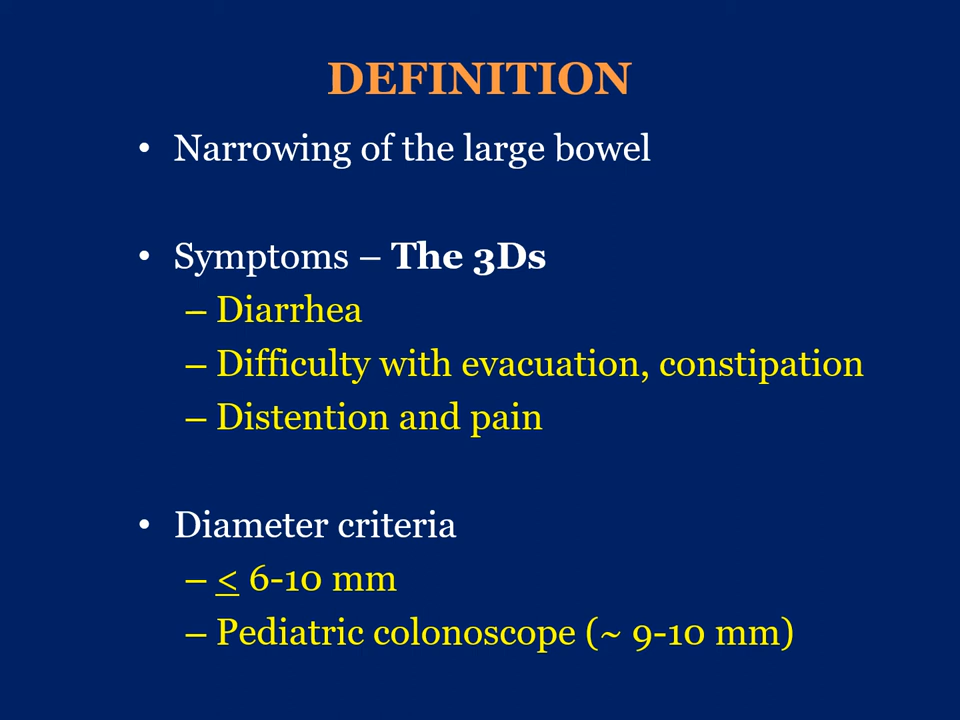 DEFINITION
• Narrowing of the large bowel
• Symptoms – The 3Ds
– Diarrhea
– Difficulty with evacuation, constipation
– Distention and pain
• Diameter criteria
– < 6-10 mm
– Pediatric colonoscope (~ 9-10 mm)